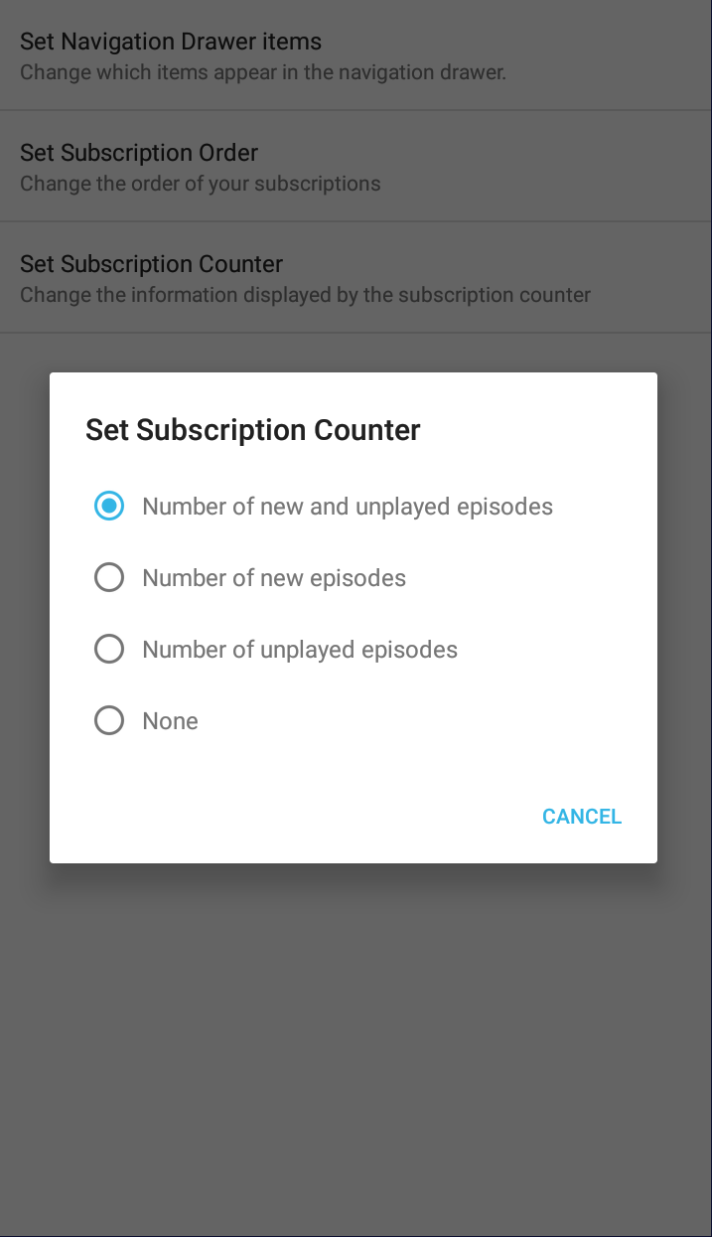 Set Navigation Drawer items
Change which items appear in the navigation drawer.
Set Subscription Order
Change the order of your subscriptions
Set Subscription Counter
Change the information displayed by the subscription counter
Set Subscription Counter
Number of new and unplayed episodes
Number of new episodes
Number of unplayed episodes
None
CANCEL